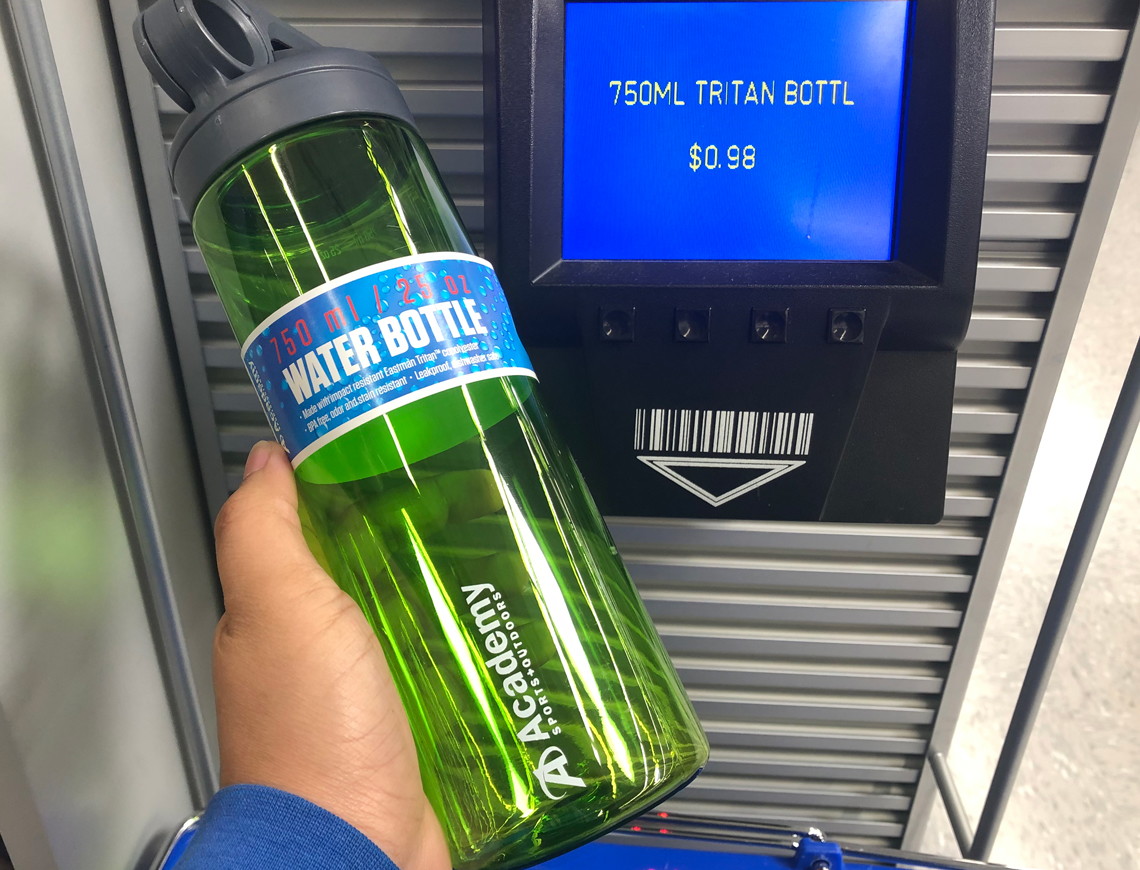 750ML TRITAN BOTTL
$0.98
750 ml / 25 oz
WATER BOTTLE
• Made with impact resistant Eastman Tritan™ copolyester
• BPA free, odor and stain resistant • Leakproof, dishwasher safe
Academy
SPORTS+OUTDOORS